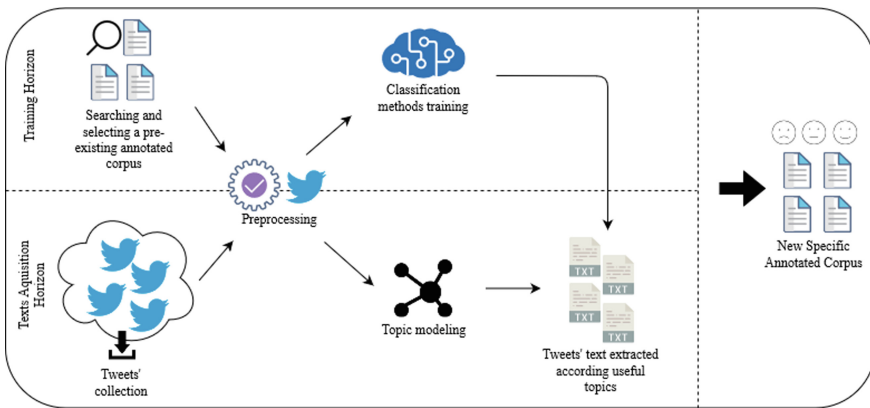 Training Horizon
Searching and
selecting a pre-
existing annotated
corpus
Classification
methods training
Preprocessing
Texts Aquisition
Horizon
Tweets'
collection
Topic modeling
TXT
TXT
TXT
TXT
Tweets' text extracted
according useful
topics
New Specific
Annotated Corpus